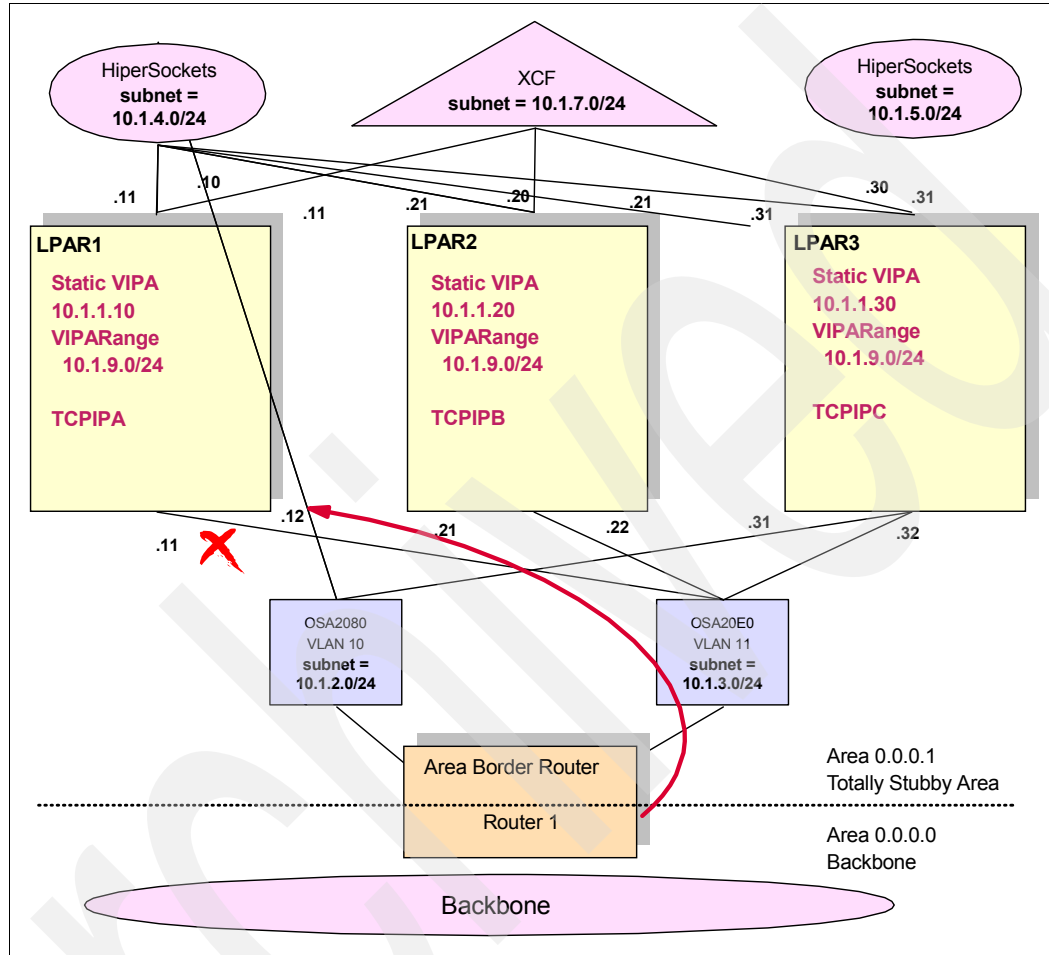 HiperSockets
subnet =
10.1.4.0/24
XCF
subnet = 10.1.7.0/24
HiperSockets
subnet =
10.1.5.0/24
.11
.10
.11
.21
.20
.21
.31
.30
.31
LPAR1
Static VIPA
10.1.1.10
VIPARange
10.1.9.0/24
TCPIPA
LPAR2
Static VIPA
10.1.1.20
VIPARange
10.1.9.0/24
TCPIPB
LPAR3
Static VIPA
10.1.1.30
VIPARange
10.1.9.0/24
TCPIPC
.11
.12
.21
.22
.31
.32
OSA2080
VLAN 10
subnet =
10.1.2.0/24
OSA20E0
VLAN 11
subnet =
10.1.3.0/24
Area Border Router
Router 1
Area 0.0.0.1
Totally Stubby Area
Area 0.0.0.0
Backbone
Backbone